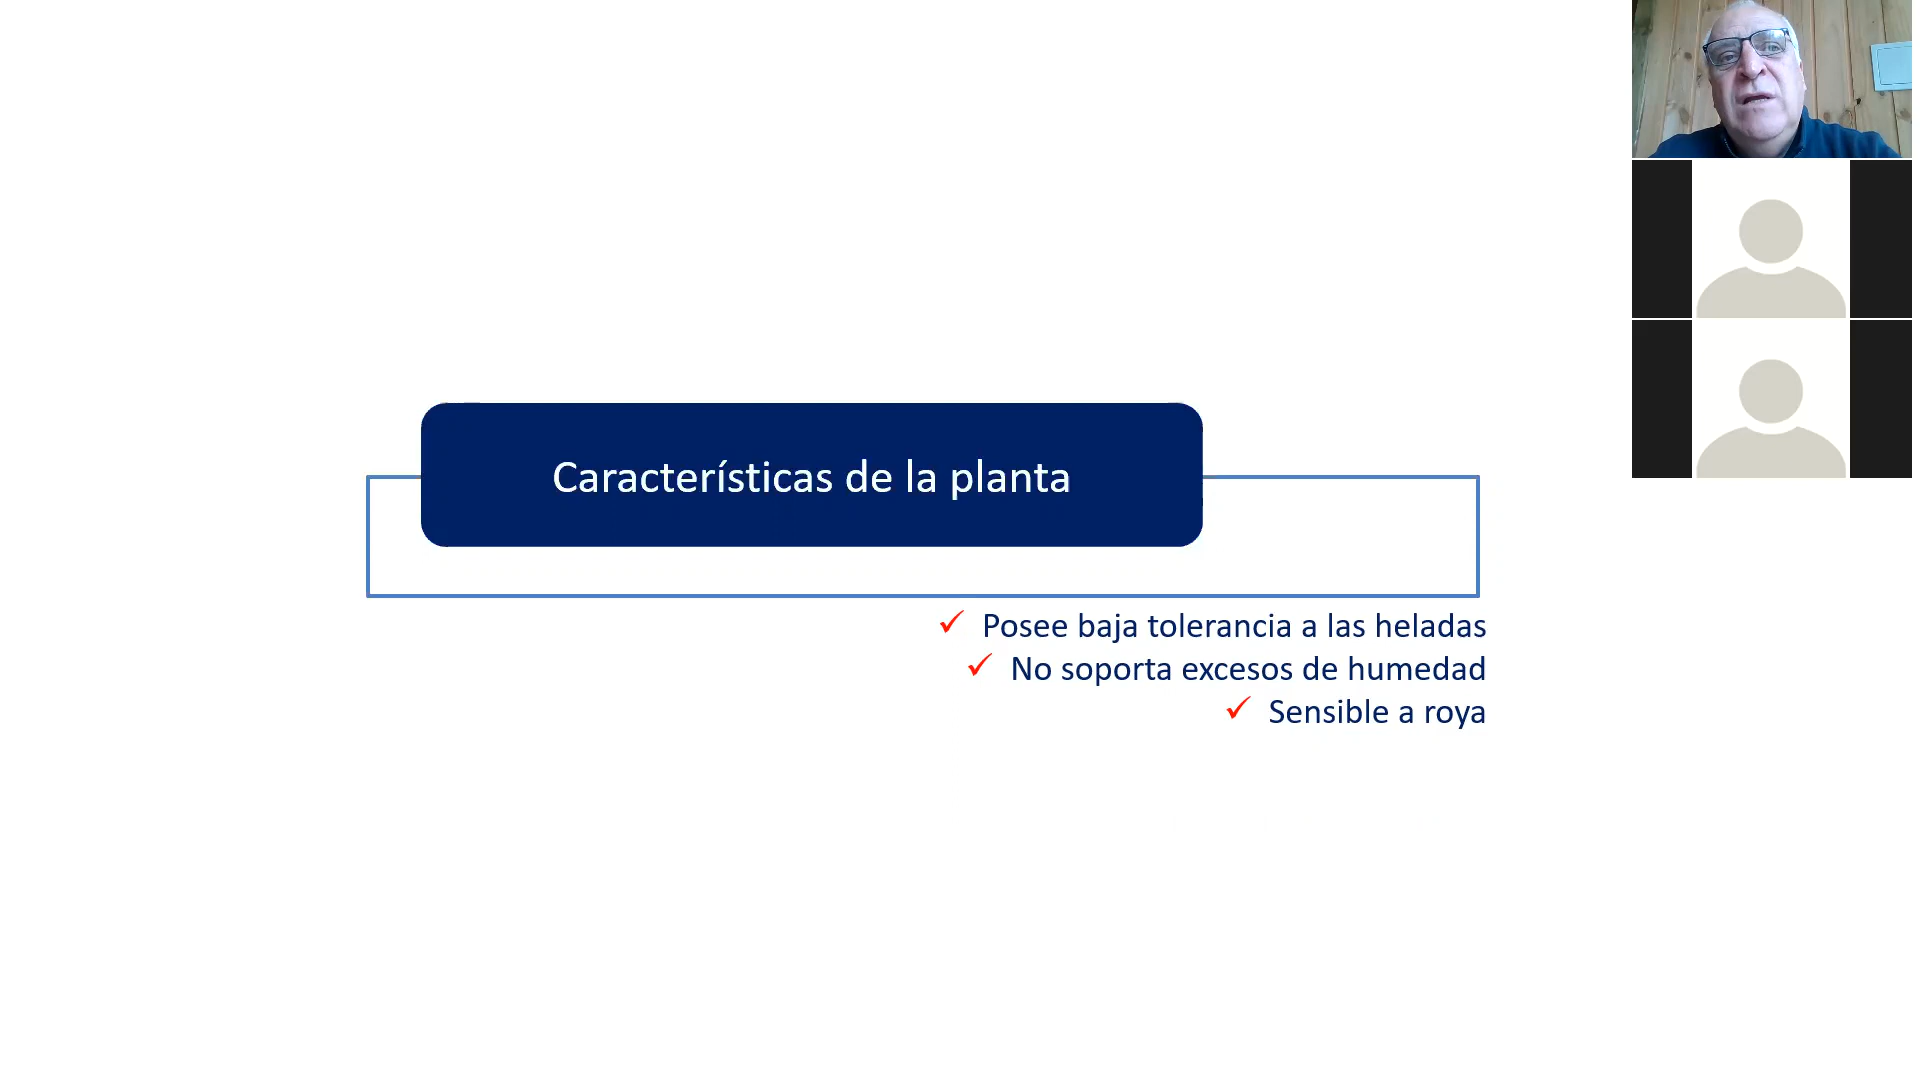 Características de la planta
✓ Posee baja tolerancia a las heladas
✓ No soporta excesos de humedad
✓ Sensible a roya